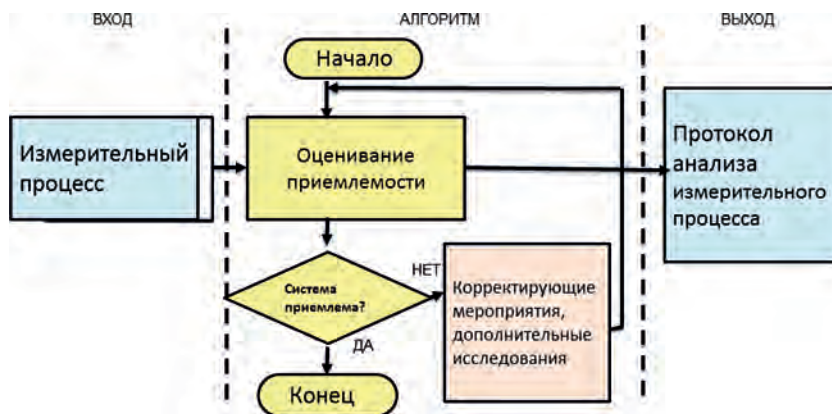 ВХОД
АЛГОРИТМ
ВЫХОД
Начало
Измерительный
процесс
Оценивание
приемлемости
Протокол
анализа
измерительного
процесса
Система
приемлема?
НЕТ
Корректирующие
мероприятия,
дополнительные
исследования
ДА
Конец